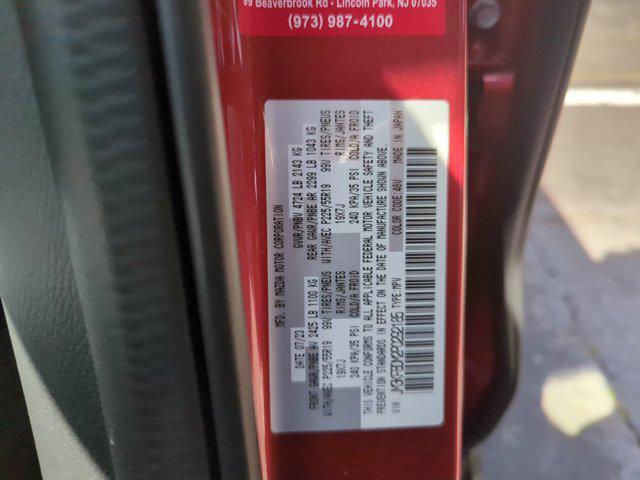 99 Beaverbrook Rd - Lincoln Park, NJ 07035
(973) 987-4100
MFD. BY MAZDA MOTOR CORPORATION
DATE 07/23 GVWR/PNBV 4724 LB 2143 KG
FRONT GAWR/PNBE AV 2425 LB 1100 KG REAR GAWR/PNBE AR 2299 LB 1043 KG
WITH/AVEC P225/55R19 99V TIRES/PNEUS WITH/AVEC P225/55R19 99V TIRES/PNEUS
19X7J RIMS/JANTES 19X7J RIMS/JANTES
240 KPA/35 PSI COLD/A FROID 240 KPA/35 PSI COLD/A FROID
THIS VEHICLE CONFORMS TO ALL APPLICABLE FEDERAL MOTOR VEHICLE SAFETY AND THEFT
PREVENTION STANDARDS IN EFFECT ON THE DATE OF MANUFACTURE SHOWN ABOVE.
COLOR CODE: 46V MADE IN JAPAN
VIN: TYPE: MPV